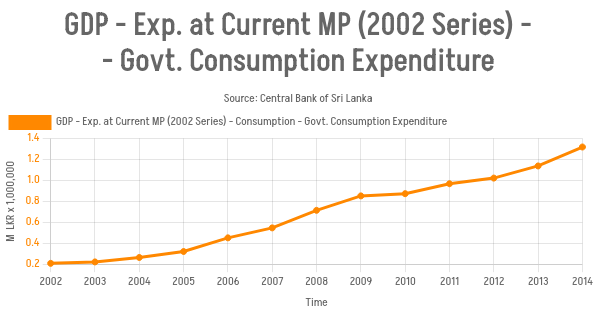 GDP - Exp. at Current MP (2002 Series) -
- Govt. Consumption Expenditure
Source: Central Bank of Sri Lanka
GDP - Exp. at Current MP (2002 Series) - Consumption - Govt. Consumption Expenditure
M LKR x 1,000,000
1.4
1.2
1.0
0.8
0.6
0.4
0.2
2002 2003 2004 2005 2006 2007 2008 2009 2010 2011 2012 2013 2014
Time